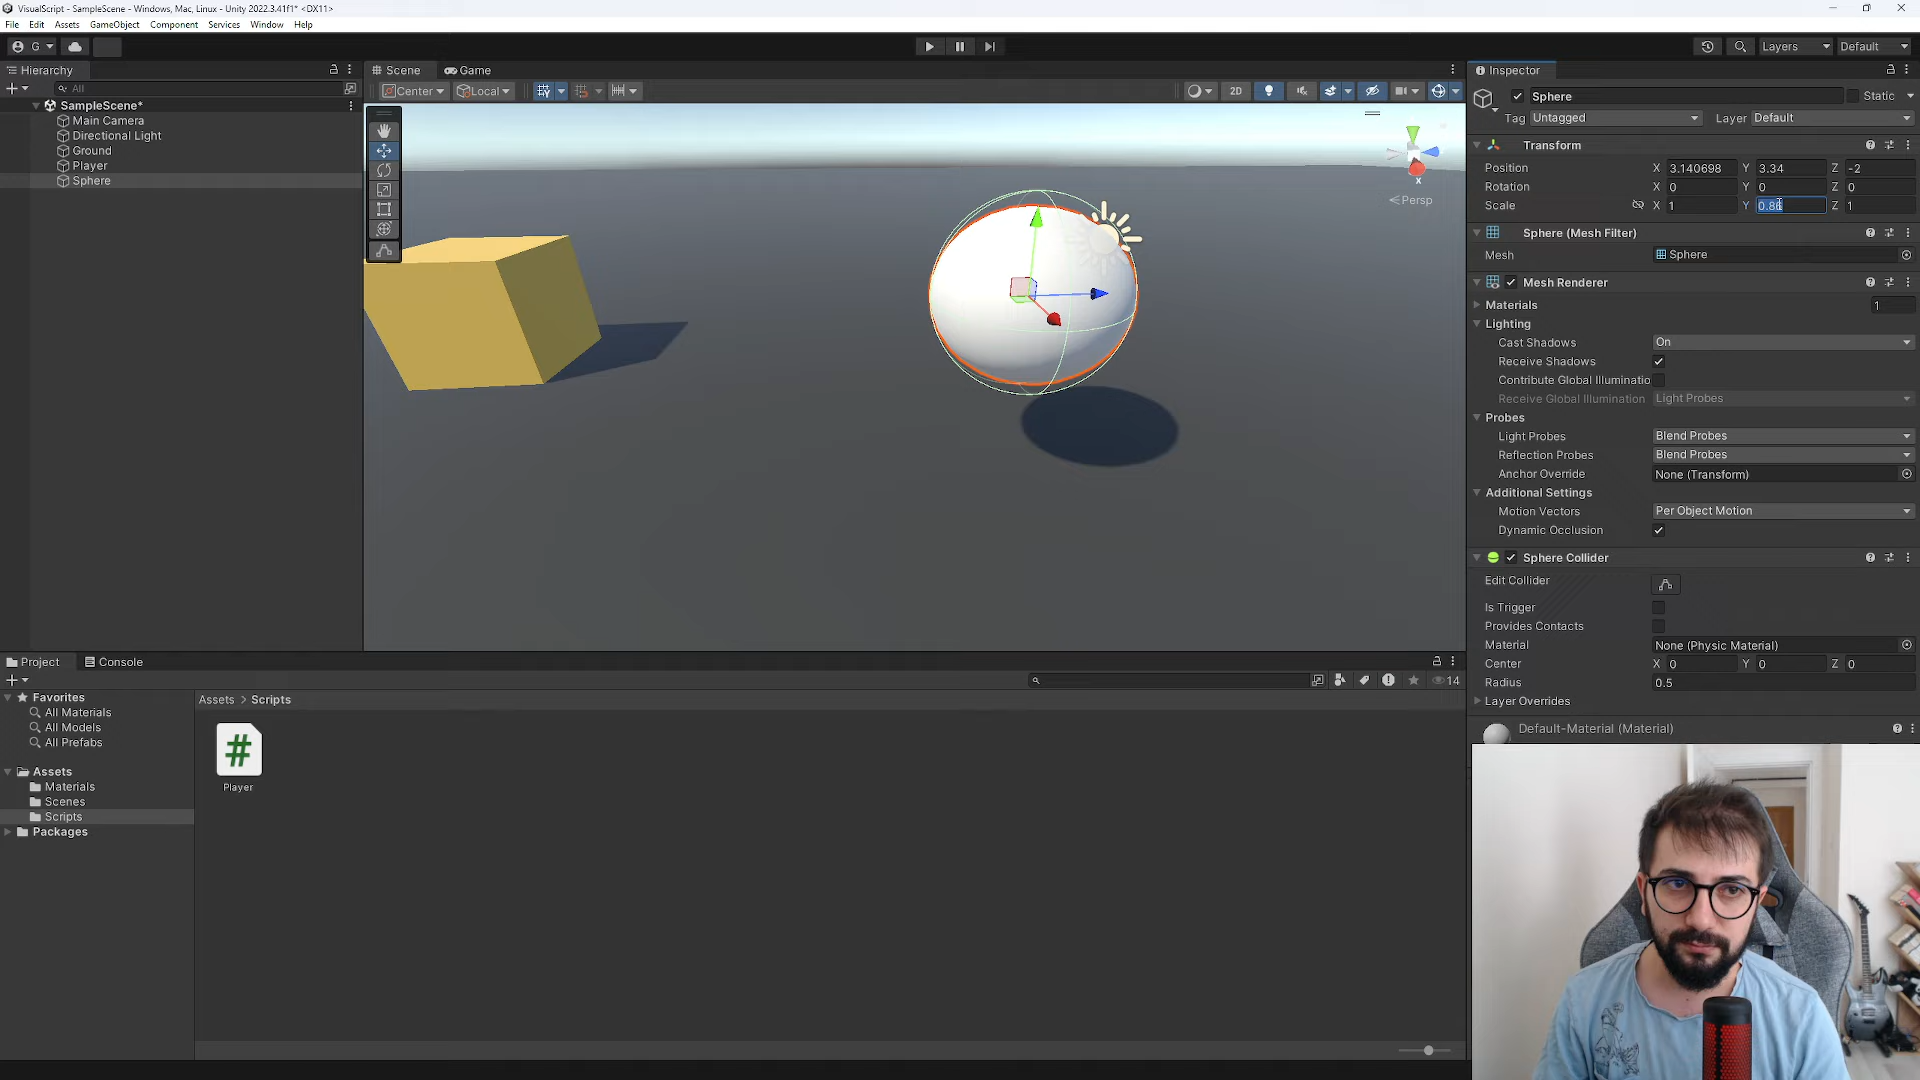 VisualScript - SampleScene - Windows, Mac, Linux - Unity 2022.3.41f1* <DX11>
File Edit Assets GameObject Component Services Window Help
G Layers Default
Hierarchy
All
SampleScene*
Main Camera
Directional Light
Ground
Player
Sphere
Scene Game
Center Local 2D
x
Persp
Inspector
Sphere Static
Tag Untagged Layer Default
Transform
Position X 3.140698 Y 3.34 Z -2
Rotation X 0 Y 0 Z 0
Scale X 1 Y 0.86 Z 1
Sphere (Mesh Filter)
Mesh Sphere
Mesh Renderer
Materials 1
Lighting
Cast Shadows On
Receive Shadows
Contribute Global Illuminatio
Receive Global Illumination Light Probes
Probes
Light Probes Blend Probes
Reflection Probes Blend Probes
Anchor Override None (Transform)
Additional Settings
Motion Vectors Per Object Motion
Dynamic Occlusion
Sphere Collider
Edit Collider
Is Trigger
Provides Contacts
Material None (Physic Material)
Center X 0 Y 0 Z 0
Radius 0.5
Layer Overrides
Default-Material (Material)
Project Console
14
Favorites
All Materials
All Models
All Prefabs
Assets
Materials
Scenes
Scripts
Packages
Assets > Scripts
#
Player